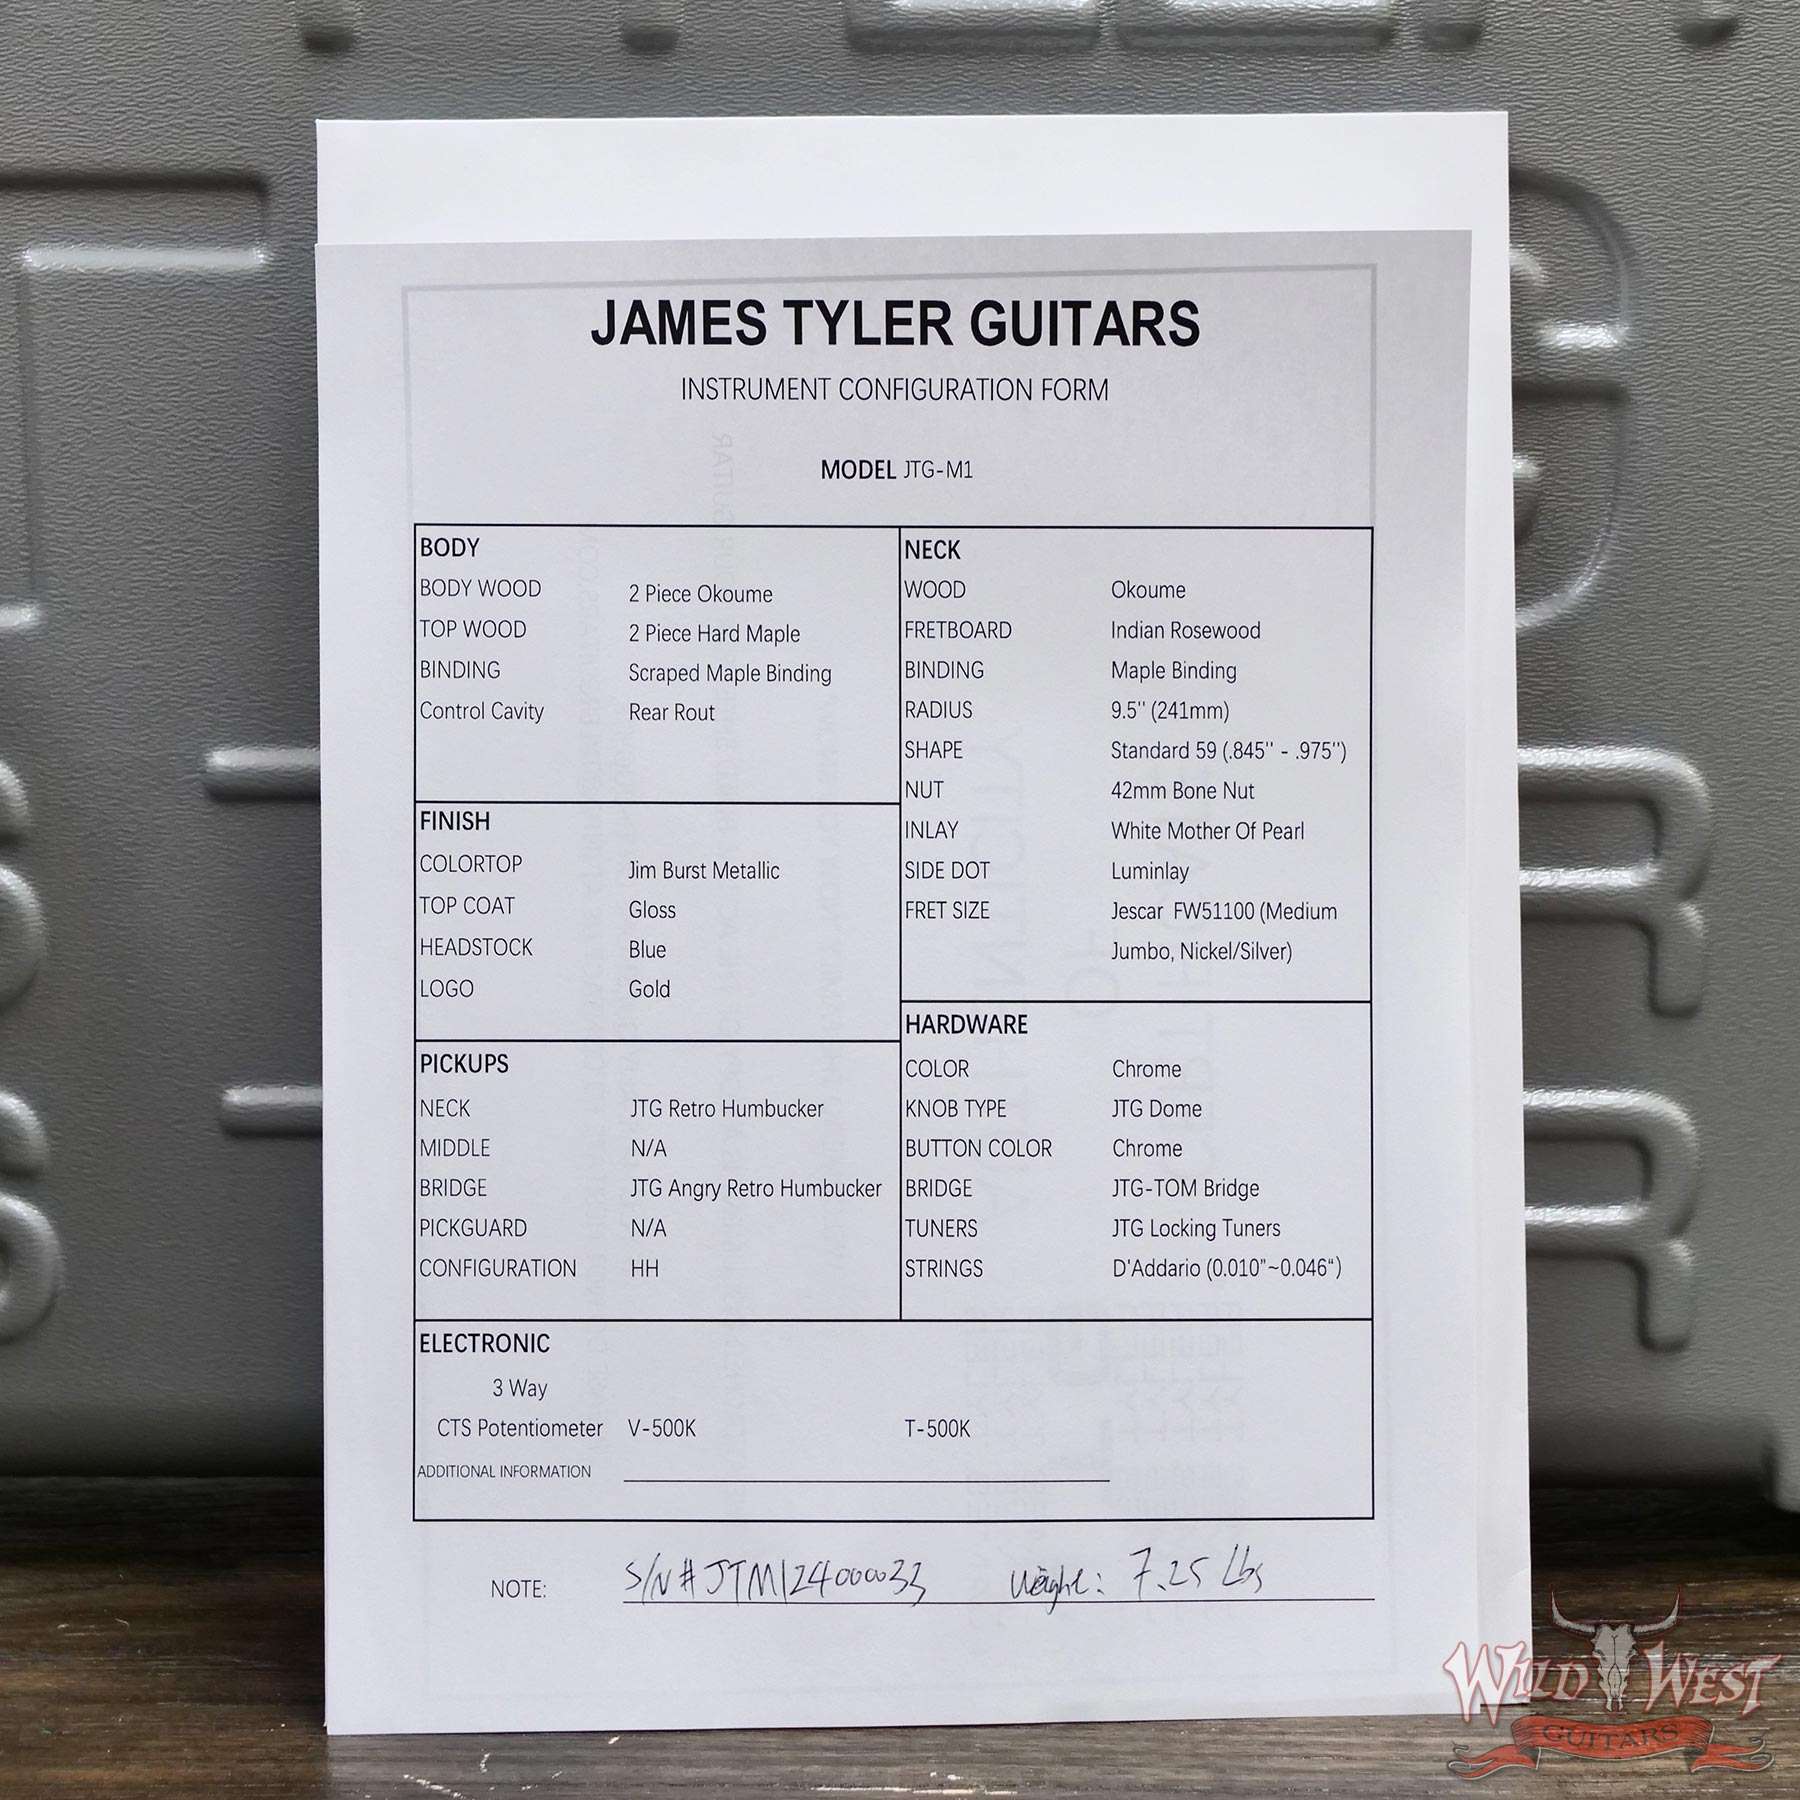 JAMES TYLER GUITARS
INSTRUMENT CONFIGURATION FORM
MODEL JTG-M1
BODY
BODY WOOD 2 Piece Okoume
TOP WOOD 2 Piece Hard Maple
BINDING Scraped Maple Binding
Control Cavity Rear Rout
FINISH
COLORTOP Jim Burst Metallic
TOP COAT Gloss
HEADSTOCK Blue
LOGO Gold
PICKUPS
NECK JTG Retro Humbucker
MIDDLE N/A
BRIDGE JTG Angry Retro Humbucker
PICKGUARD N/A
CONFIGURATION HH
NECK
WOOD Okoume
FRETBOARD Indian Rosewood
BINDING Maple Binding
RADIUS 9.5'' (241mm)
SHAPE Standard 59 (.845'' - .975'')
NUT 42mm Bone Nut
INLAY White Mother Of Pearl
SIDE DOT Luminlay
FRET SIZE Jescar FW51100 (Medium
Jumbo, Nickel/Silver)
HARDWARE
COLOR Chrome
KNOB TYPE JTG Dome
BUTTON COLOR Chrome
BRIDGE JTG-TOM Bridge
TUNERS JTG Locking Tuners
STRINGS D'Addario (0.010”~0.046“)
ELECTRONIC
3 Way
CTS Potentiometer V-500K T-500K
ADDITIONAL INFORMATION
NOTE: S/N# JTM12400033 Weight: 7.25 Lbs
WILD WEST
GUITARS